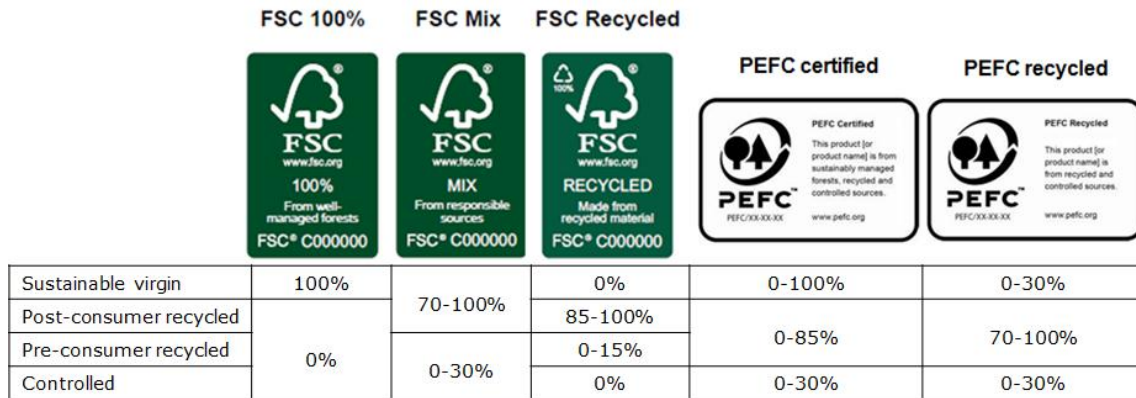 FSC 100%
FSC Mix
FSC Recycled
PEFC certified
PEFC recycled
®
FSC
www.fsc.org
100%
From well-
managed forests
FSC® C000000
®
FSC
www.fsc.org
MIX
From responsible
sources
FSC® C000000
100%
®
FSC
www.fsc.org
RECYCLED
Made from
recycled material
FSC® C000000
PEFC™
PEFC/XX-XX-XX
PEFC Certified
This product [or
product name] is from
sustainably managed
forests, recycled and
controlled sources.
www.pefc.org
PEFC™
PEFC/XX-XX-XX
PEFC Recycled
This product [or
product name] is
from recycled and
controlled sources.
www.pefc.org
Sustainable virgin 100% 70-100% 0% 0-100% 0-30%
Post-consumer recycled 0% 85-100% 0-85% 70-100%
Pre-consumer recycled 0-30% 0-15%
Controlled 0% 0-30% 0-30%